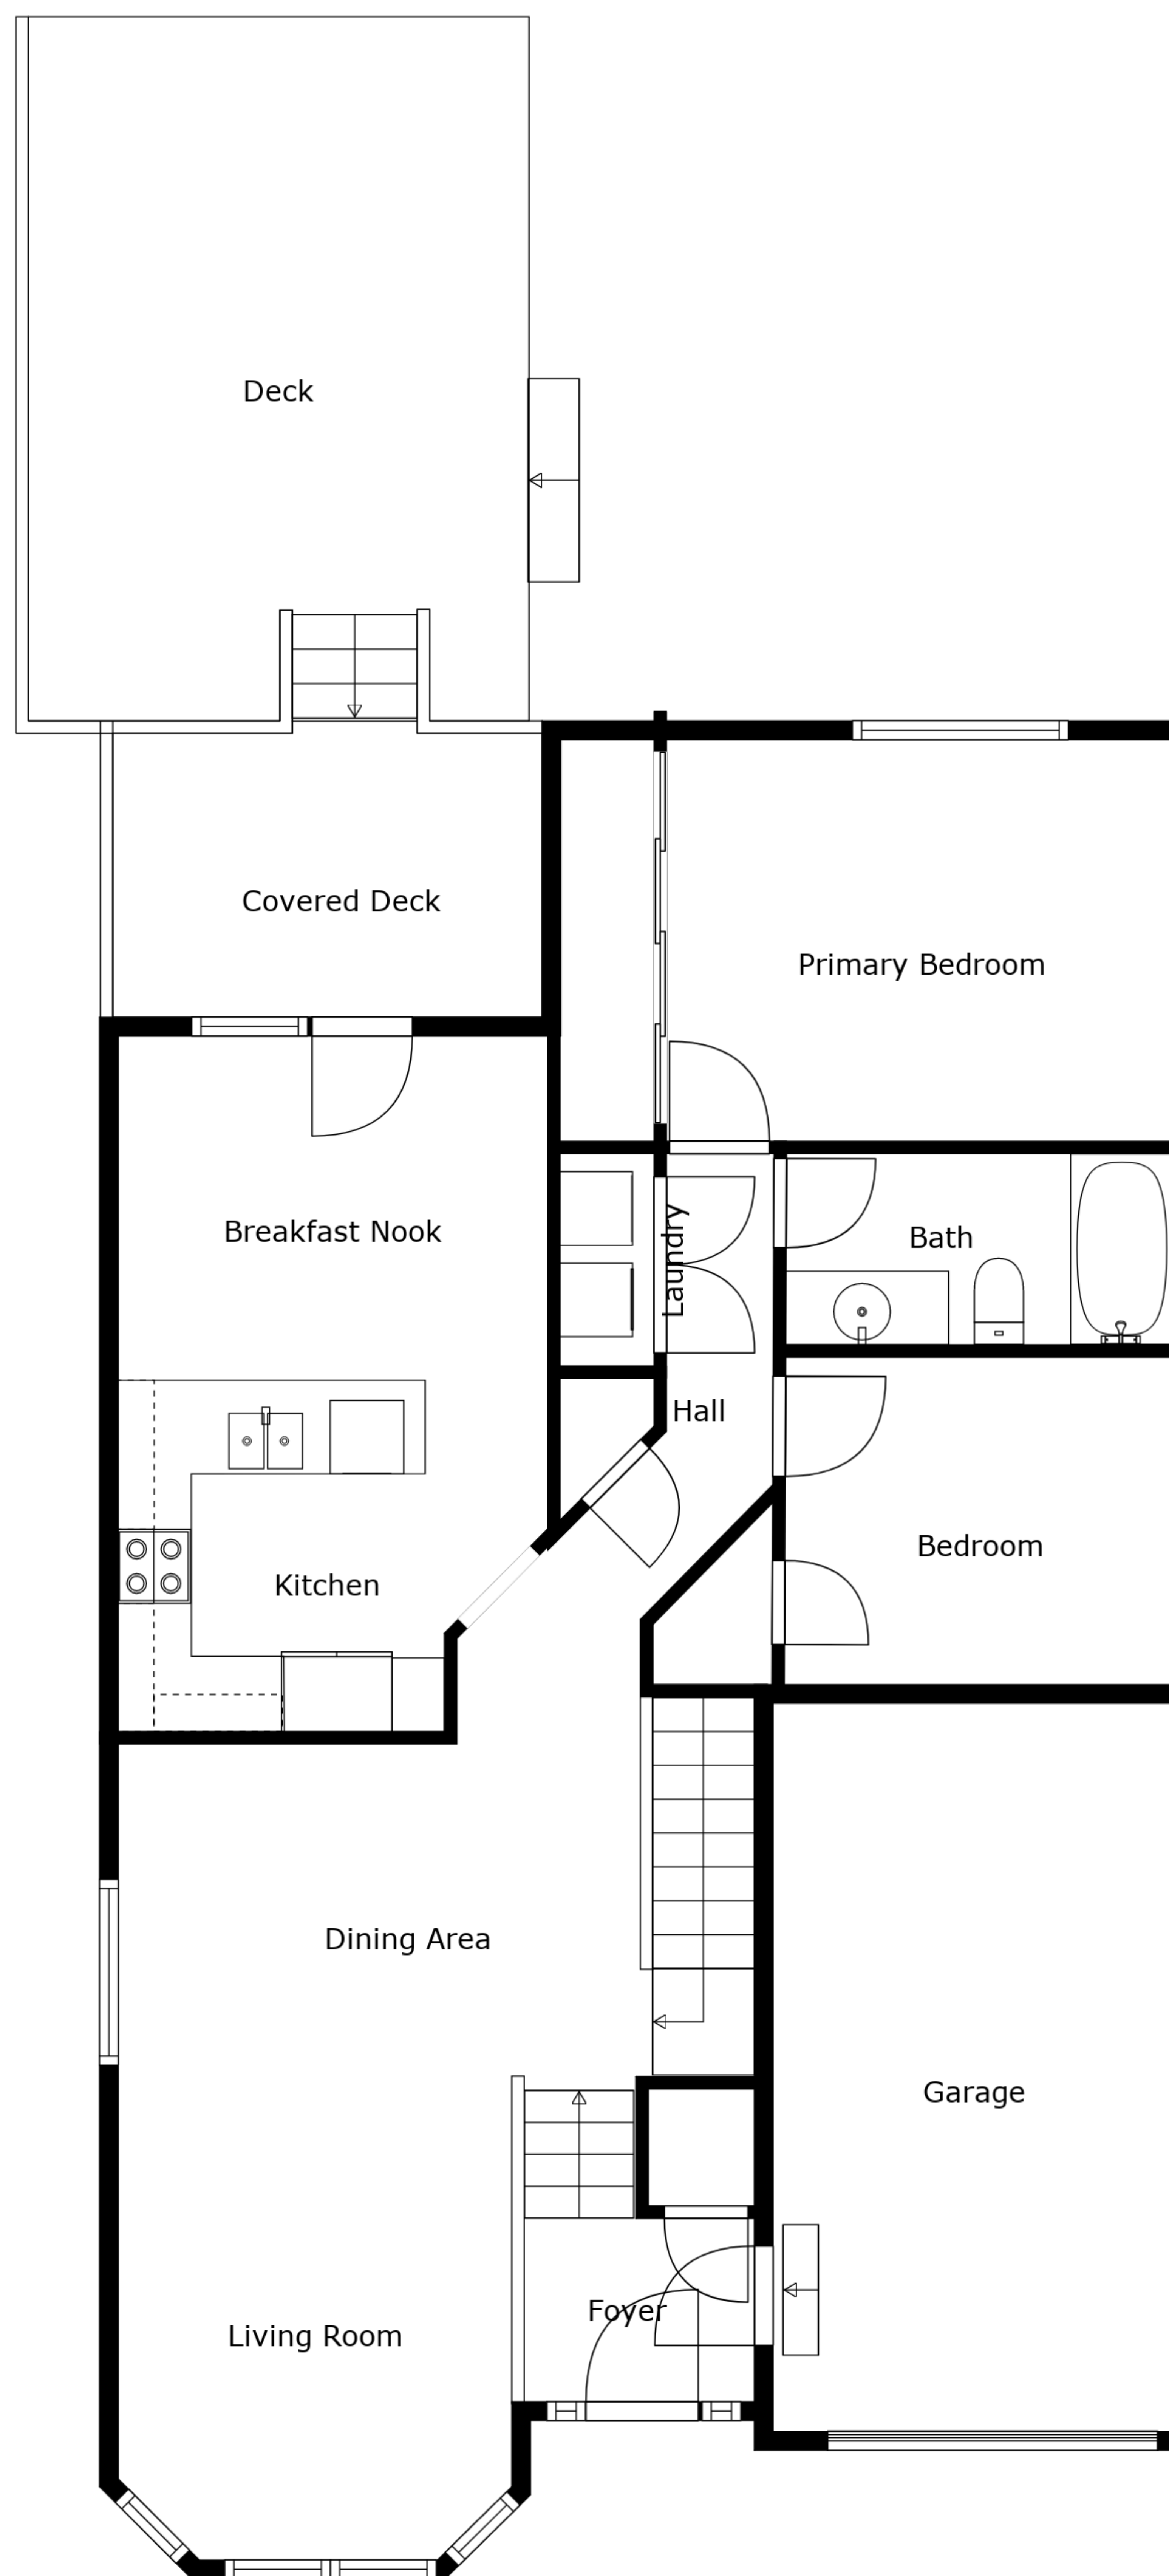 Deck
Covered Deck
Primary Bedroom
Breakfast Nook
Laundry
Bath
Hall
Bedroom
Kitchen
Dining Area
Garage
Foyer
Living Room